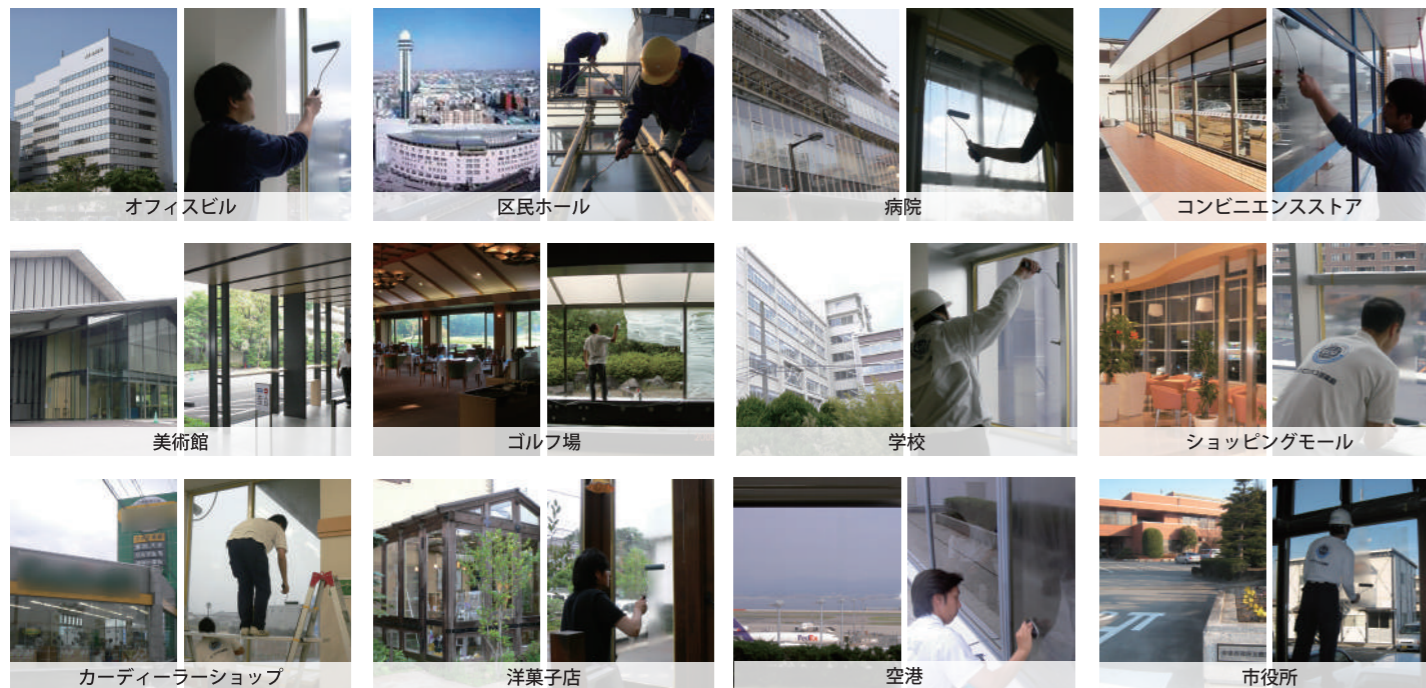 オフィスビル
区民ホール
病院
コンビニエンスストア
美術館
ゴルフ場
学校
ショッピングモール
FedEx
カーディーラーショップ
洋菓子店
空港
市役所